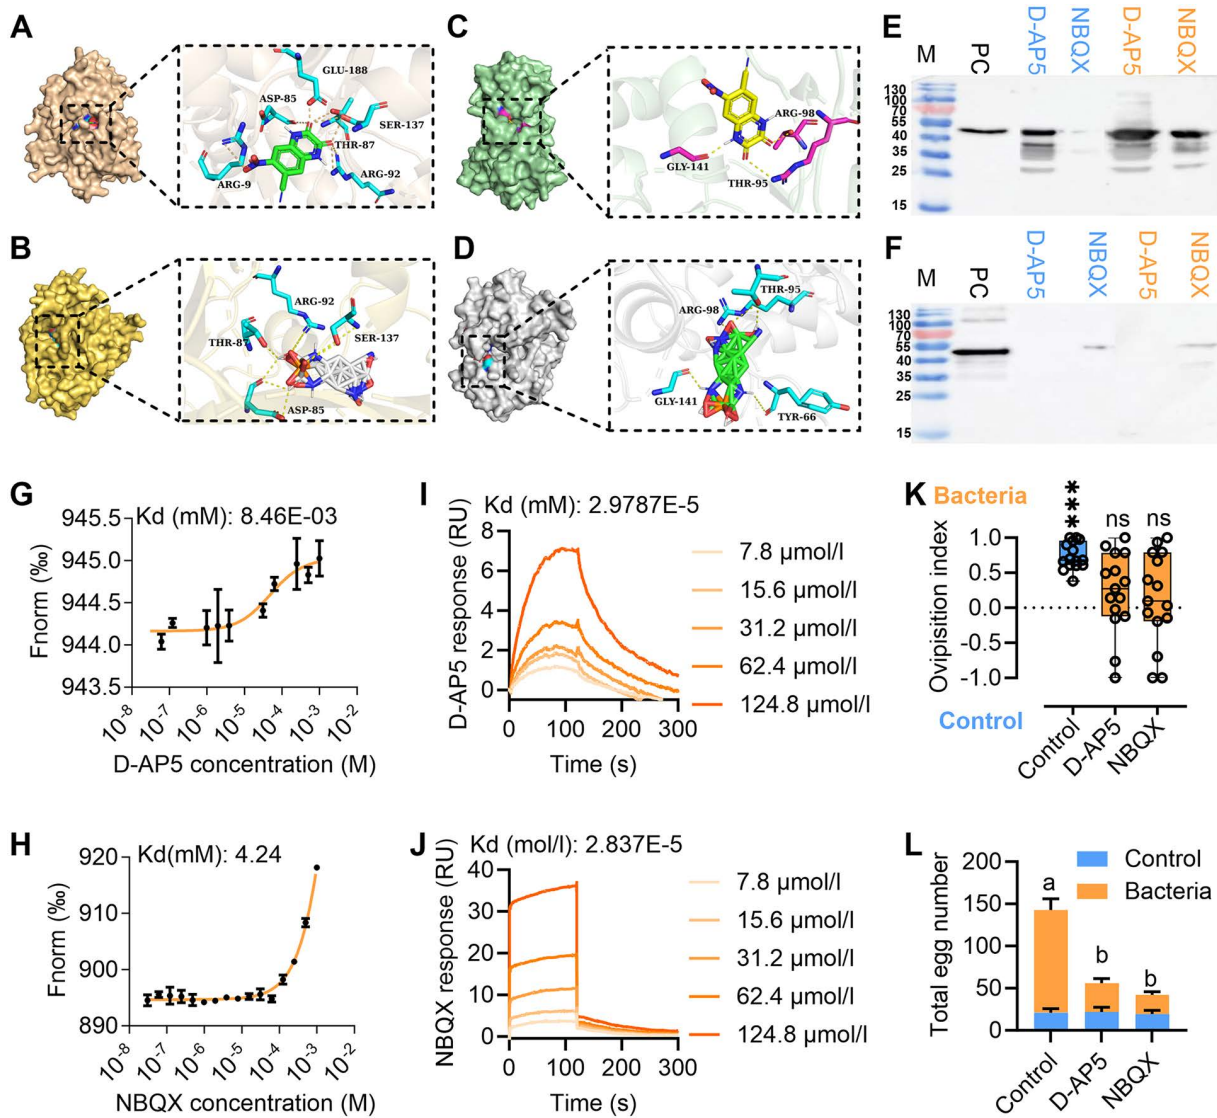 A
GLU-188
ASP-85
SER-137
THR-87
ARG-9
ARG-92
B
ARG-92
SER-137
THR-8
ASP-85
C
ARG-98
GLY-141
THR-95
D
THR-95
ARG-98
GLY-141
TYR-66
E
M
PC
D-AP5
NBQX
D-AP5
NBQX
130
100
70
55
40
35
25
15
F
M
PC
D-AP5
NBQX
D-AP5
NBQX
130
100
70
55
40
35
25
15
G
Kd (mM): 8.46E-03
Fnorm (‰)
945.5
945.0
944.5
944.0
943.5
10-8
10-7
10-6
10-5
10-4
10-3
10-2
D-AP5 concentration (M)
H
Kd(mM): 4.24
Fnorm (‰)
920
910
900
890
10-8
10-7
10-6
10-5
10-4
10-3
10-2
NBQX concentration (M)
I
Kd (mM): 2.9787E-5
D-AP5 response (RU)
8
6
4
2
0
0
100
200
300
Time (s)
7.8 µmol/l
15.6 µmol/l
31.2 µmol/l
62.4 µmol/l
124.8 µmol/l
J
Kd (mol/l): 2.837E-5
NBQX response (RU)
40
30
20
10
0
0
100
200
300
Time (s)
7.8 µmol/l
15.6 µmol/l
31.2 µmol/l
62.4 µmol/l
124.8 µmol/l
K
Bacteria
***
ns
ns
Ovipisition index
1.0
0.5
0.0
-0.5
-1.0
Control
Control
D-AP5
NBQX
L
Control
Bacteria
Total egg number
200
150
100
50
0
a
b
b
Control
D-AP5
NBQX